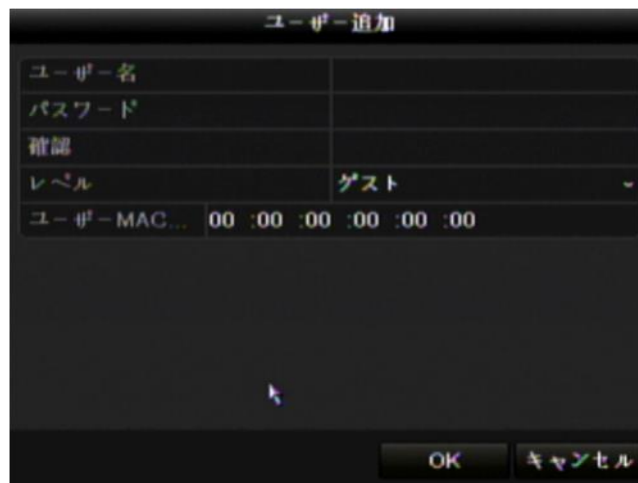 ユーザー追加
ユーザー名
パスワード
確認
レベル ゲスト
ユーザーMAC... 00 :00 :00 :00 :00 :00
OK キャンセル